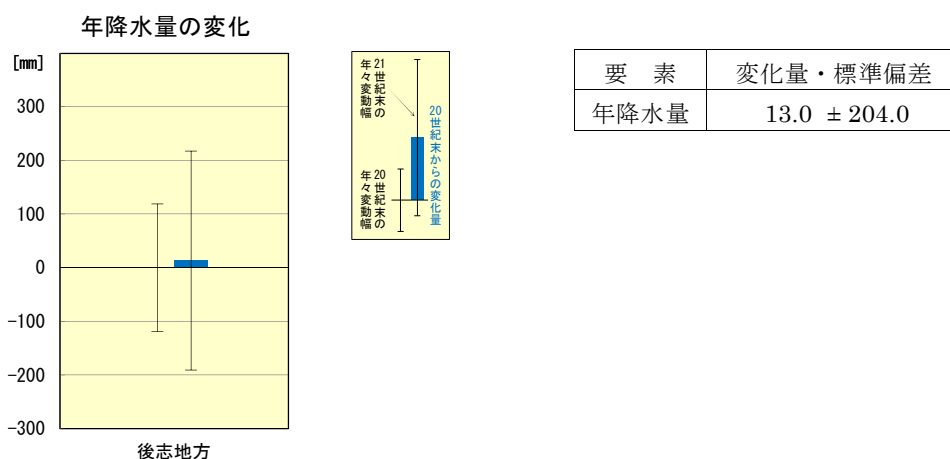 年降水量の変化
[mm]
300
200
100
0
-100
-200
-300
後志地方
21世紀末の
年々変動幅
20世紀末からの変化量
20世紀末の
年々変動幅
要 素 変化量・標準偏差
年降水量 13.0 ±204.0